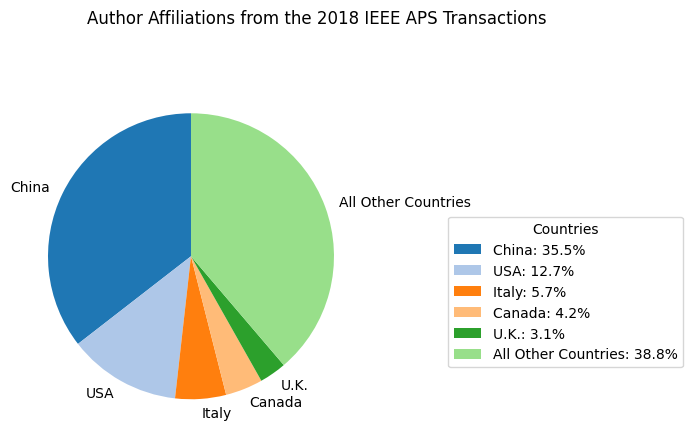 Author Affiliations from the 2018 IEEE APS Transactions
China
All Other Countries
USA
Italy
Canada
U.K.
Countries
China: 35.5%
USA: 12.7%
Italy: 5.7%
Canada: 4.2%
U.K.: 3.1%
All Other Countries: 38.8%